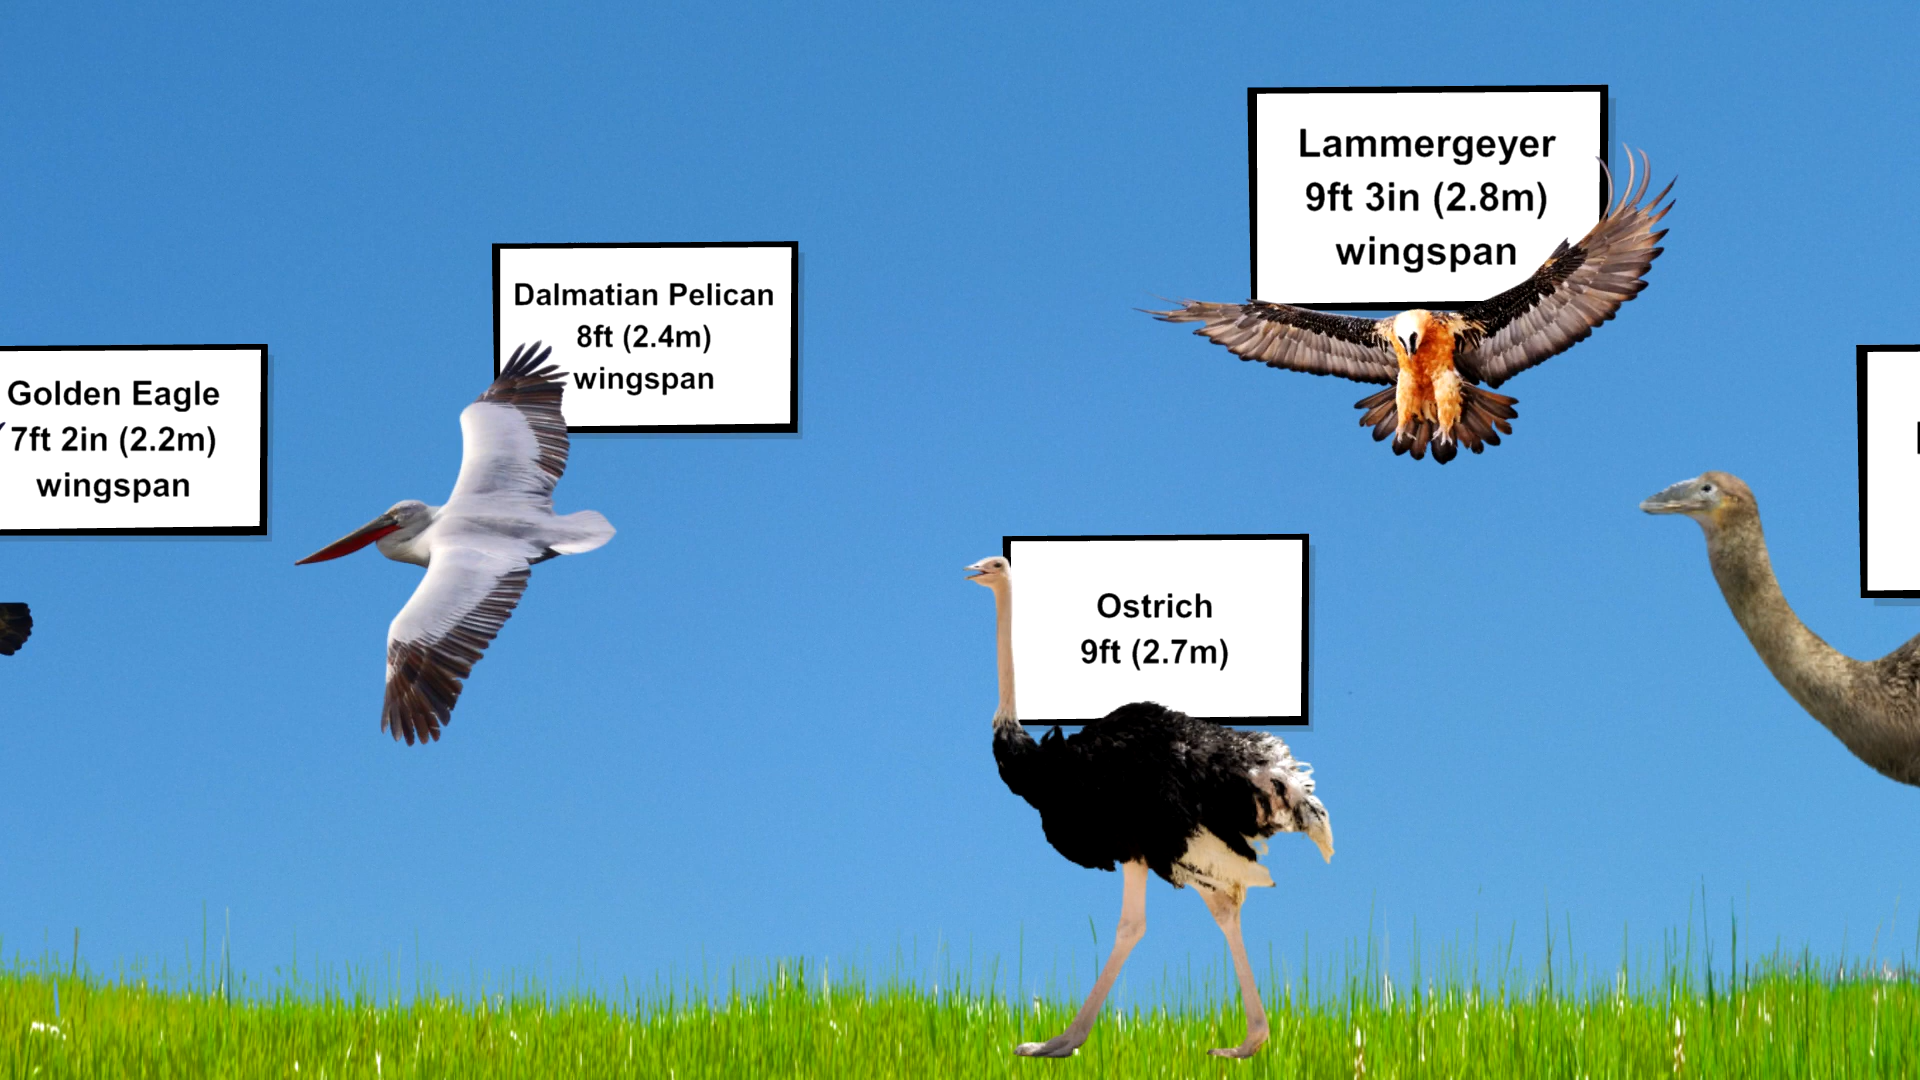 Golden Eagle
7ft 2in (2.2m)
wingspan
Dalmatian Pelican
8ft (2.4m)
wingspan
Ostrich
9ft (2.7m)
Lammergeyer
9ft 3in (2.8m)
wingspan